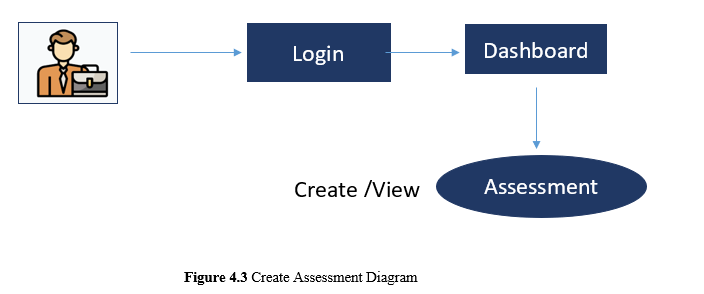 Login
Dashboard
Create /View
Assessment
Figure 4.3 Create Assessment Diagram